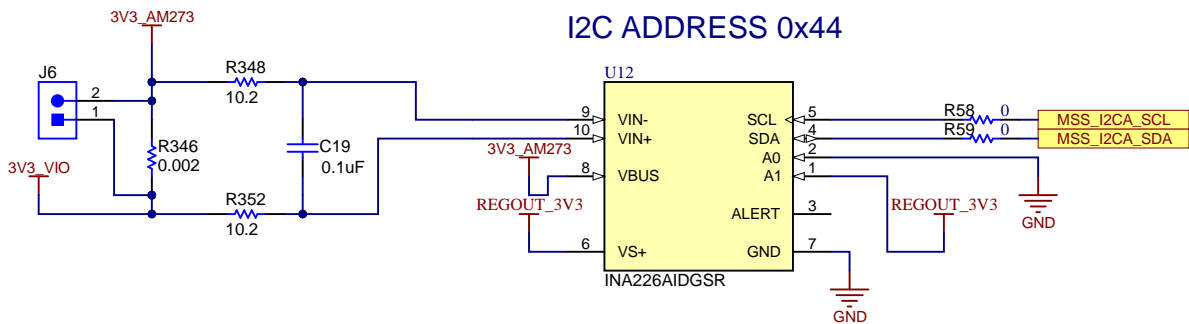 I2C ADDRESS 0x44
3V3_AM273
J6
2
1
R348
10.2
R346
0.002
C19
0.1uF
3V3_VIO
R352
10.2
U12
9 VIN- SCL 5
10 VIN+ SDA 4
A0 2
8 VBUS A1 1
ALERT 3
6 VS+ GND 7
INA226AIDGSR
3V3_AM273
REGOUT_3V3
R58 0 MSS_I2CA_SCL
R59 0 MSS_I2CA_SDA
REGOUT_3V3
GND
GND